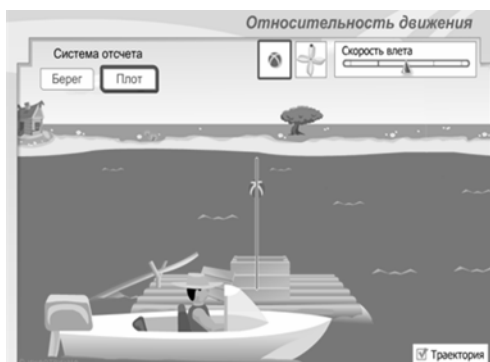 Относительность движения
Система отсчета
Берег Плот
Скорость влета
Траектория